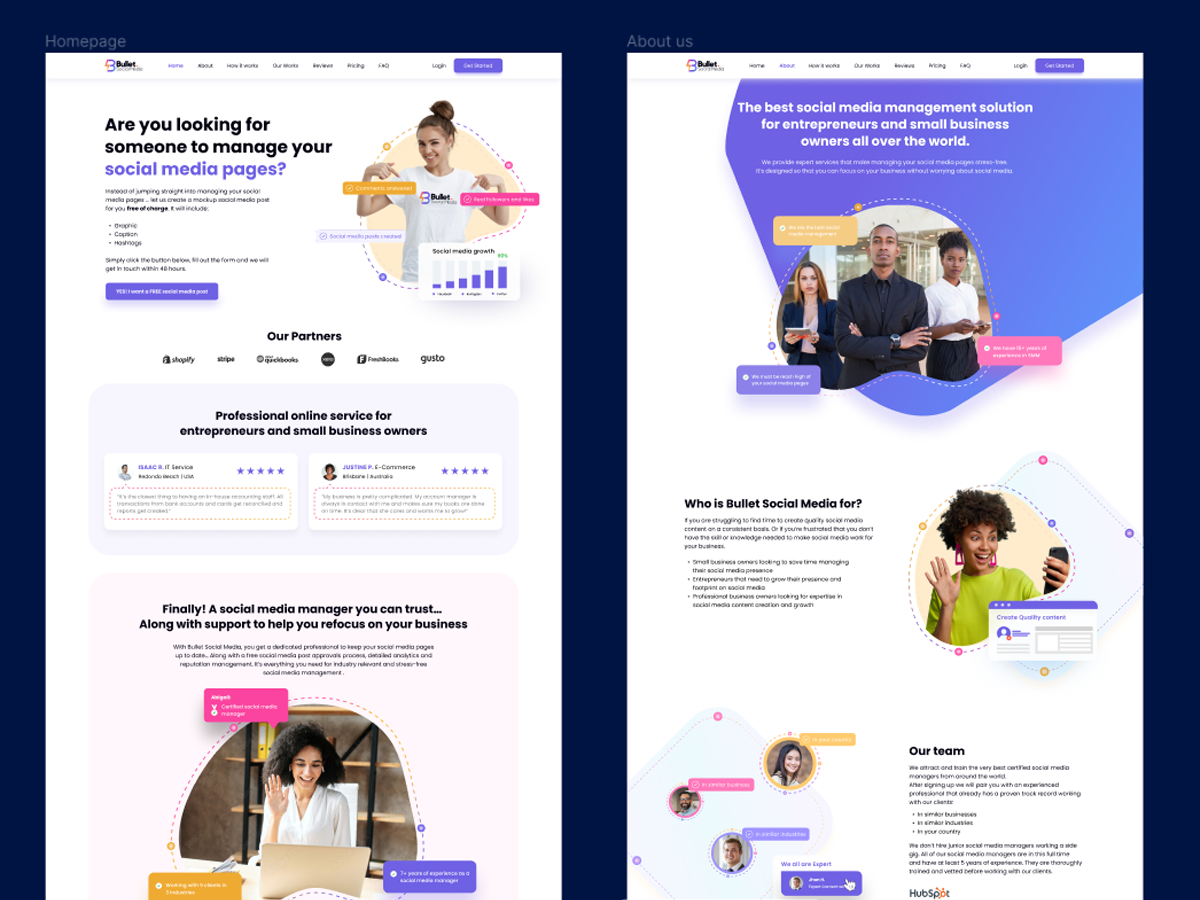 Homepage
Bullet
SocialMedia
Home
About
How it works
Our Works
Reviews
Pricing
FAQ
Login
Get Started
Are you looking for
someone to manage your
social media pages?
Instead of jumping straight into managing your social
media pages ... let us create a mockup social media post
for you free of charge. It will include:
• Graphic
• Caption
• Hashtags
Simply click the button below, fill out the form and we will
get in touch within 48 hours.
YES! I want a FREE social media post
Comments answered
Bullet
Real followers and likes
Social media posts created
Social media growth
Our Partners
shopify
stripe
quickbooks
xero
FreshBooks
gusto
Professional online service for
entrepreneurs and small business owners
ISAAC R. IT Service
Redondo Beach | USA
"It's the closest thing to having an in-house accounting staff. All
transactions from bank accounts and cards get reconciled and
reports get created."
JUSTINE P. E-Commerce
Brisbane | Australia
"My business is pretty complicated. My account manager is
always in contact with me and makes sure my books are done
on time. It's clear that she cares and wants me to grow!"
Finally! A social media manager you can trust...
Along with support to help you refocus on your business
With Bullet Social Media, you get a dedicated professional to keep your social media pages
up to date... Along with a free social media post approvals process, detailed analytics and
reputation management. It's everything you need for industry relevant and stress-free
social media management .
Abigail
Certified social media
manager
7+ years of experience as a
social media manager
Working with 9 clients in
3 industries
About us
Bullet
SocialMedia
Home
About
How it works
Our Works
Reviews
Pricing
FAQ
Login
Get Started
The best social media management solution
for entrepreneurs and small business
owners all over the world.
We provide expert services that make managing your social media pages stress-free.
It's designed so that you can focus on your business without worrying about social media.
We are the best social
media management
We have 15+ years of
experience in SMM
We must be reach high of
your social media pages
Who is Bullet Social Media for?
If you are struggling to find time to create quality social media
content on a consistent basis. Or if you're frustrated that you don't
have the skill or knowledge needed to make social media work for
your business.
• Small business owners looking to save time managing
their social media presence
• Entrepreneurs that need to grow their presence and
footprint on social media
• Professional business owners looking for expertise in
social media content creation and growth
Create Quality content
In your country
In similar business
In similar industries
We all are Expert
Jhon H.
Our team
We attract and train the very best certified social media
managers from around the world.
After signing up we will pair you with an experienced
professional that already has a proven track record working
with our clients:
• In similar businesses
• In similar industries
• In your country
We don't hire junior social media managers working a side
gig. All of our social media managers are in this full time
and have at least 5 years of experience. They are thoroughly
trained and vetted before working with our clients.
HubSpot